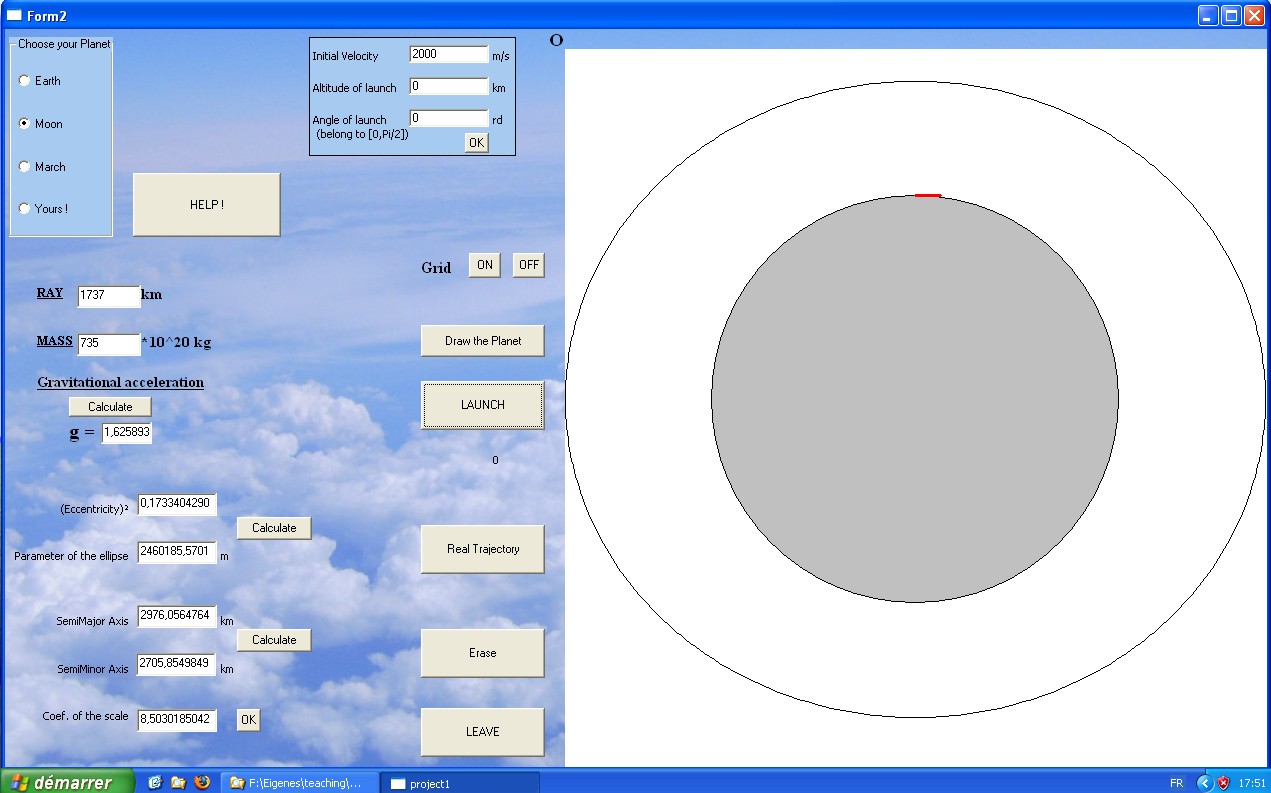 Form2
Choose your Planet
Earth
Moon
March
Yours !
HELP !
Initial Velocity 2000 m/s
Altitude of launch 0 km
Angle of launch 0 rd
(belong to [0,Pi/2])
OK
O
Grid ON OFF
RAY 1737 km
MASS 735 *10^20 kg
Gravitational acceleration
Calculate
g = 1,625893
Draw the Planet
LAUNCH
0
(Eccentricity)² 0,1733404290
Calculate
Parameter of the ellipse 2460185,5701 m
Real Trajectory
SemiMajor Axis 2976,0564764 km
Calculate
SemiMinor Axis 2705,8549849 km
Erase
Coef. of the scale 8,5030185042 OK
LEAVE
démarrer F:\Eigenes\teaching\... project1 FR 17:51